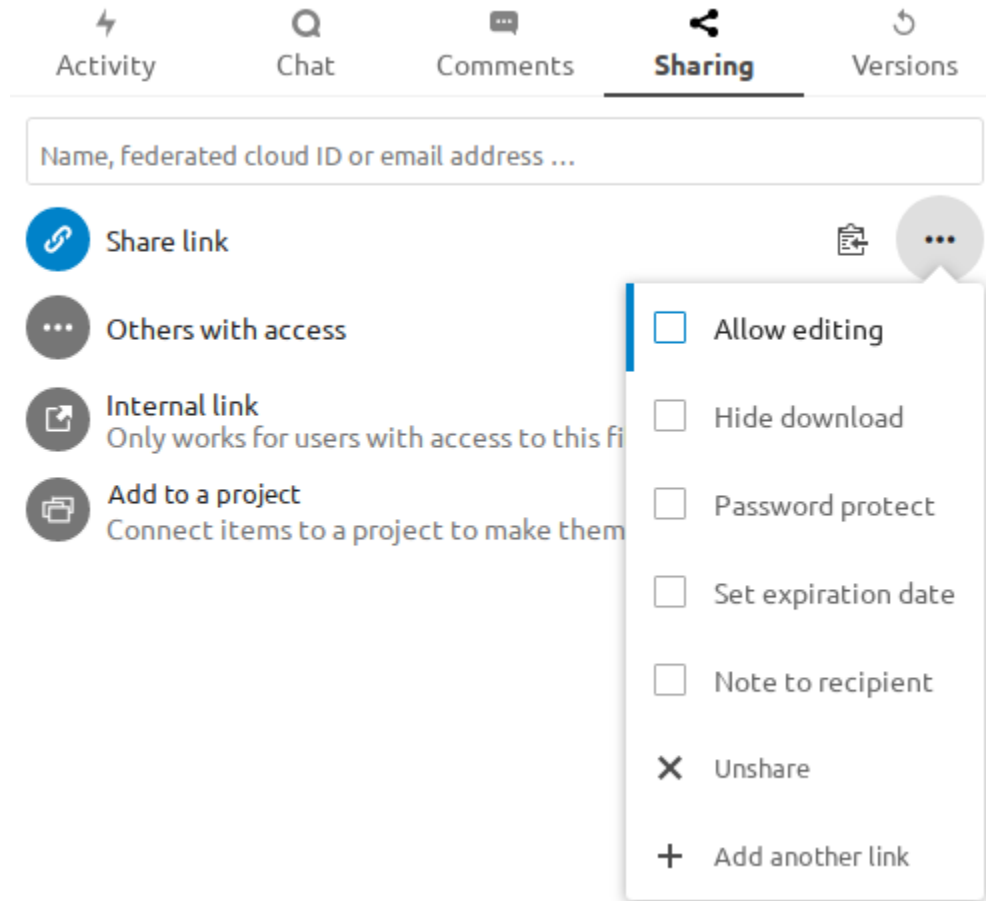 Activity
Chat
Comments
Sharing
Versions
Name, federated cloud ID or email address ...
Share link
Others with access
Internal link
Only works for users with access to this fi
Add to a project
Connect items to a project to make them
Allow editing
Hide download
Password protect
Set expiration date
Note to recipient
Unshare
Add another link